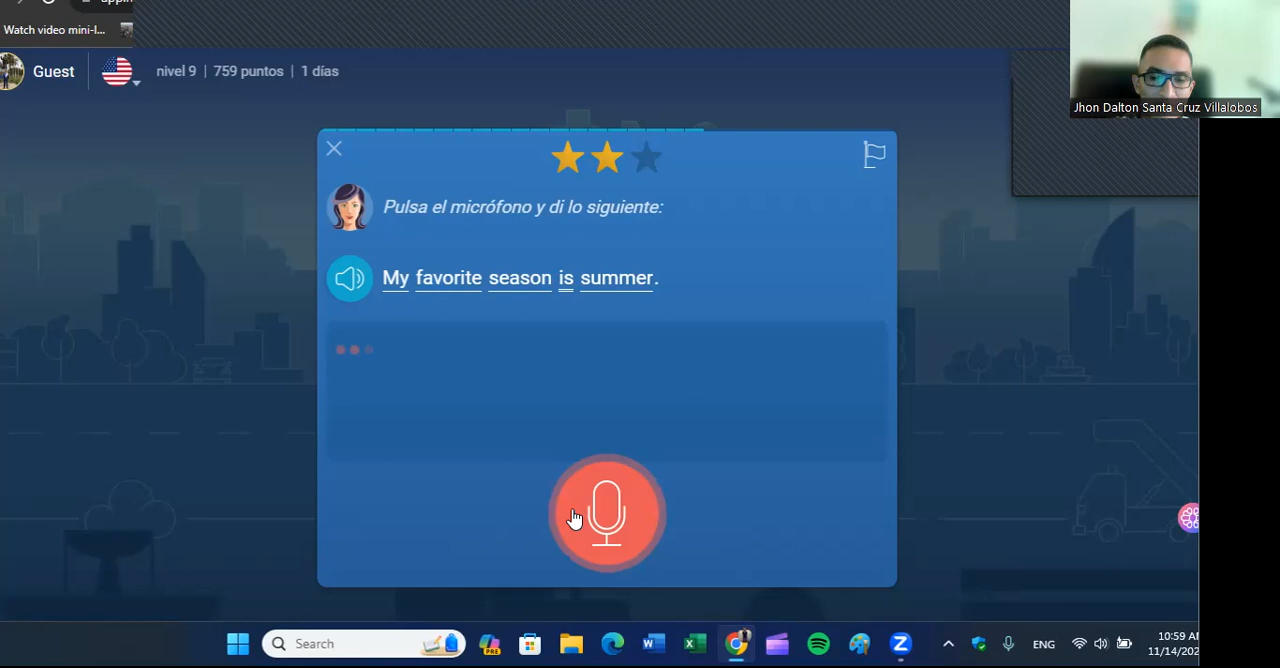 Watch video mini-l...
Guest
nivel 9 | 759 puntos | 1 días
Jhon Dalton Santa Cruz Villalobos
Pulsa el micrófono y di lo siguiente:
My favorite season is summer.
Search
PRE
ENG
10:59
11/14/202